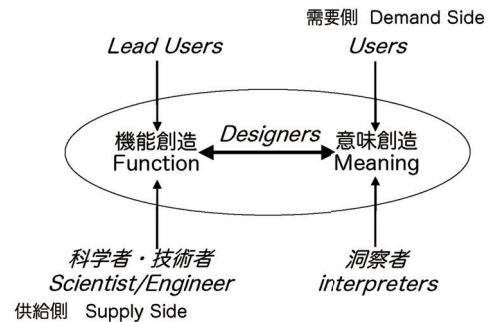 需要側 Demand Side
Lead Users
Users
機能創造
Function
Designers
意味創造
Meaning
科学者・技術者
Scientist/Engineer
洞察者
interpreters
供給側 Supply Side